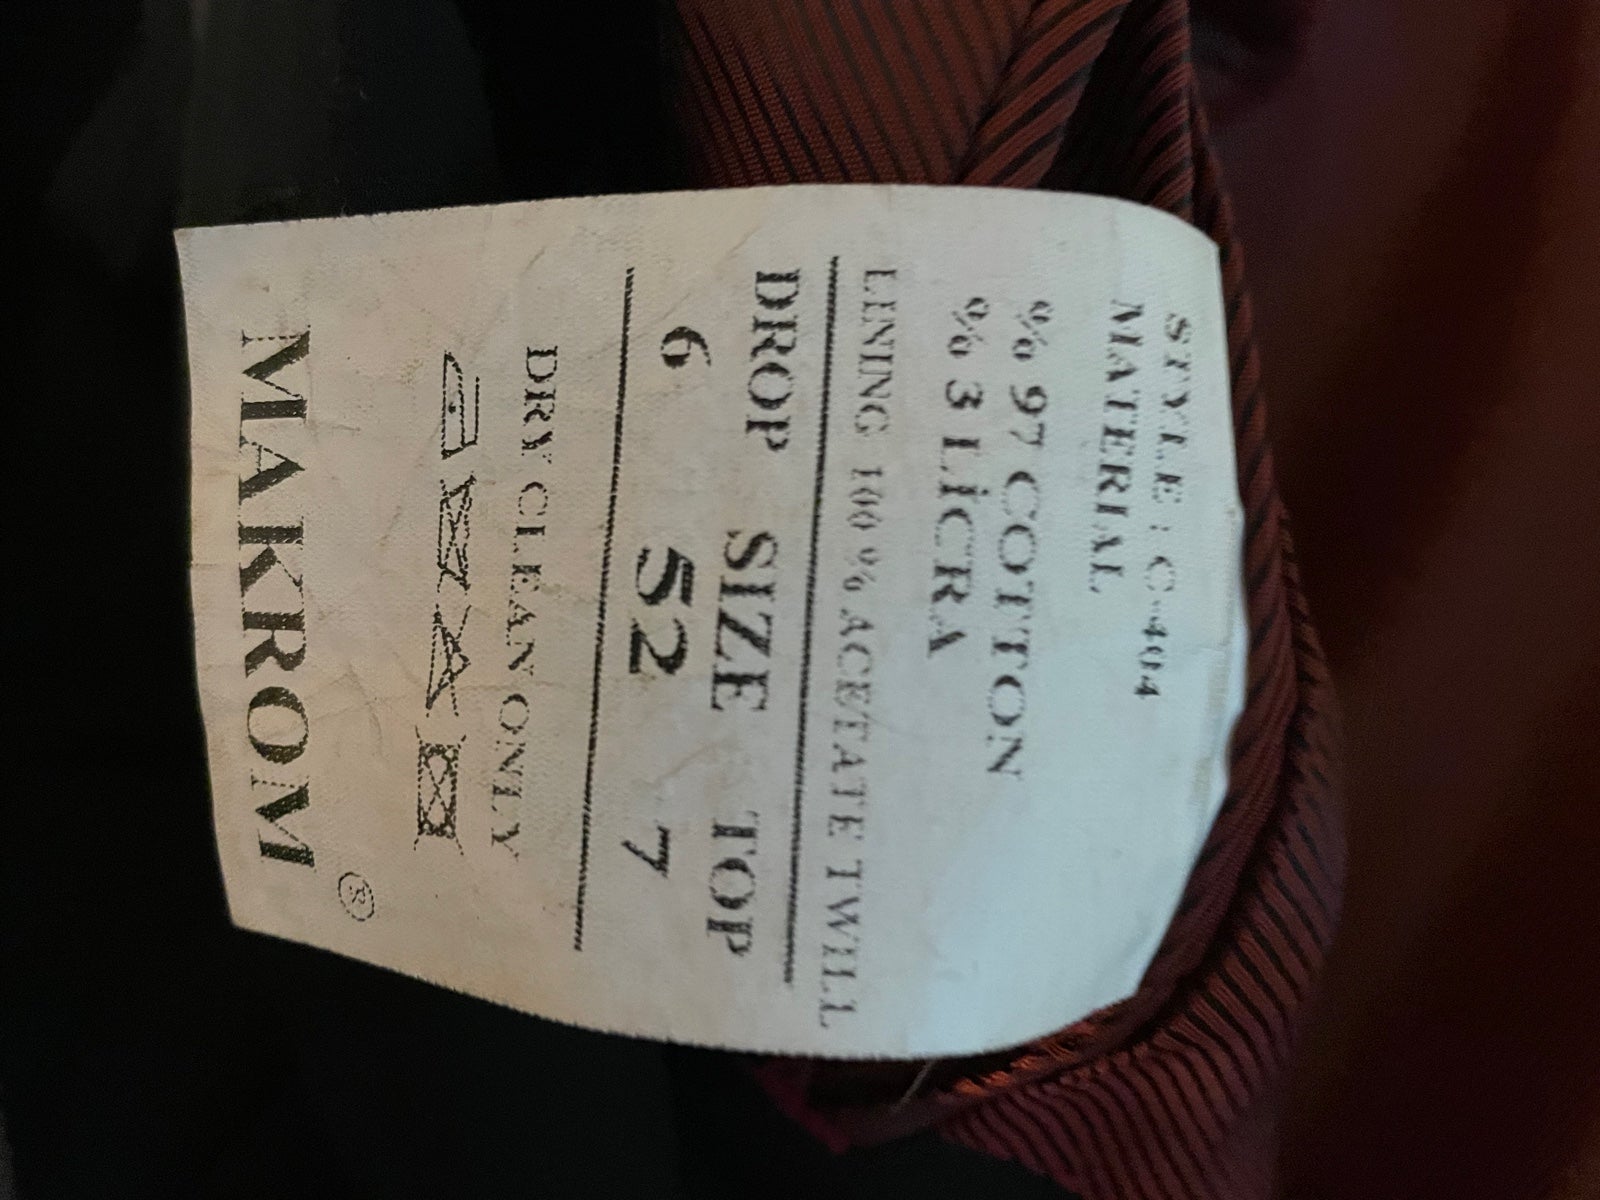 STYLE : C-404
MATERIAL
% 97 COTTON
% 3 LİCRA
LINING 100 % ACETATE TWILL
DROP SIZE TOP
6 52 7
DRY CLEAN ONLY
MAKROM ®